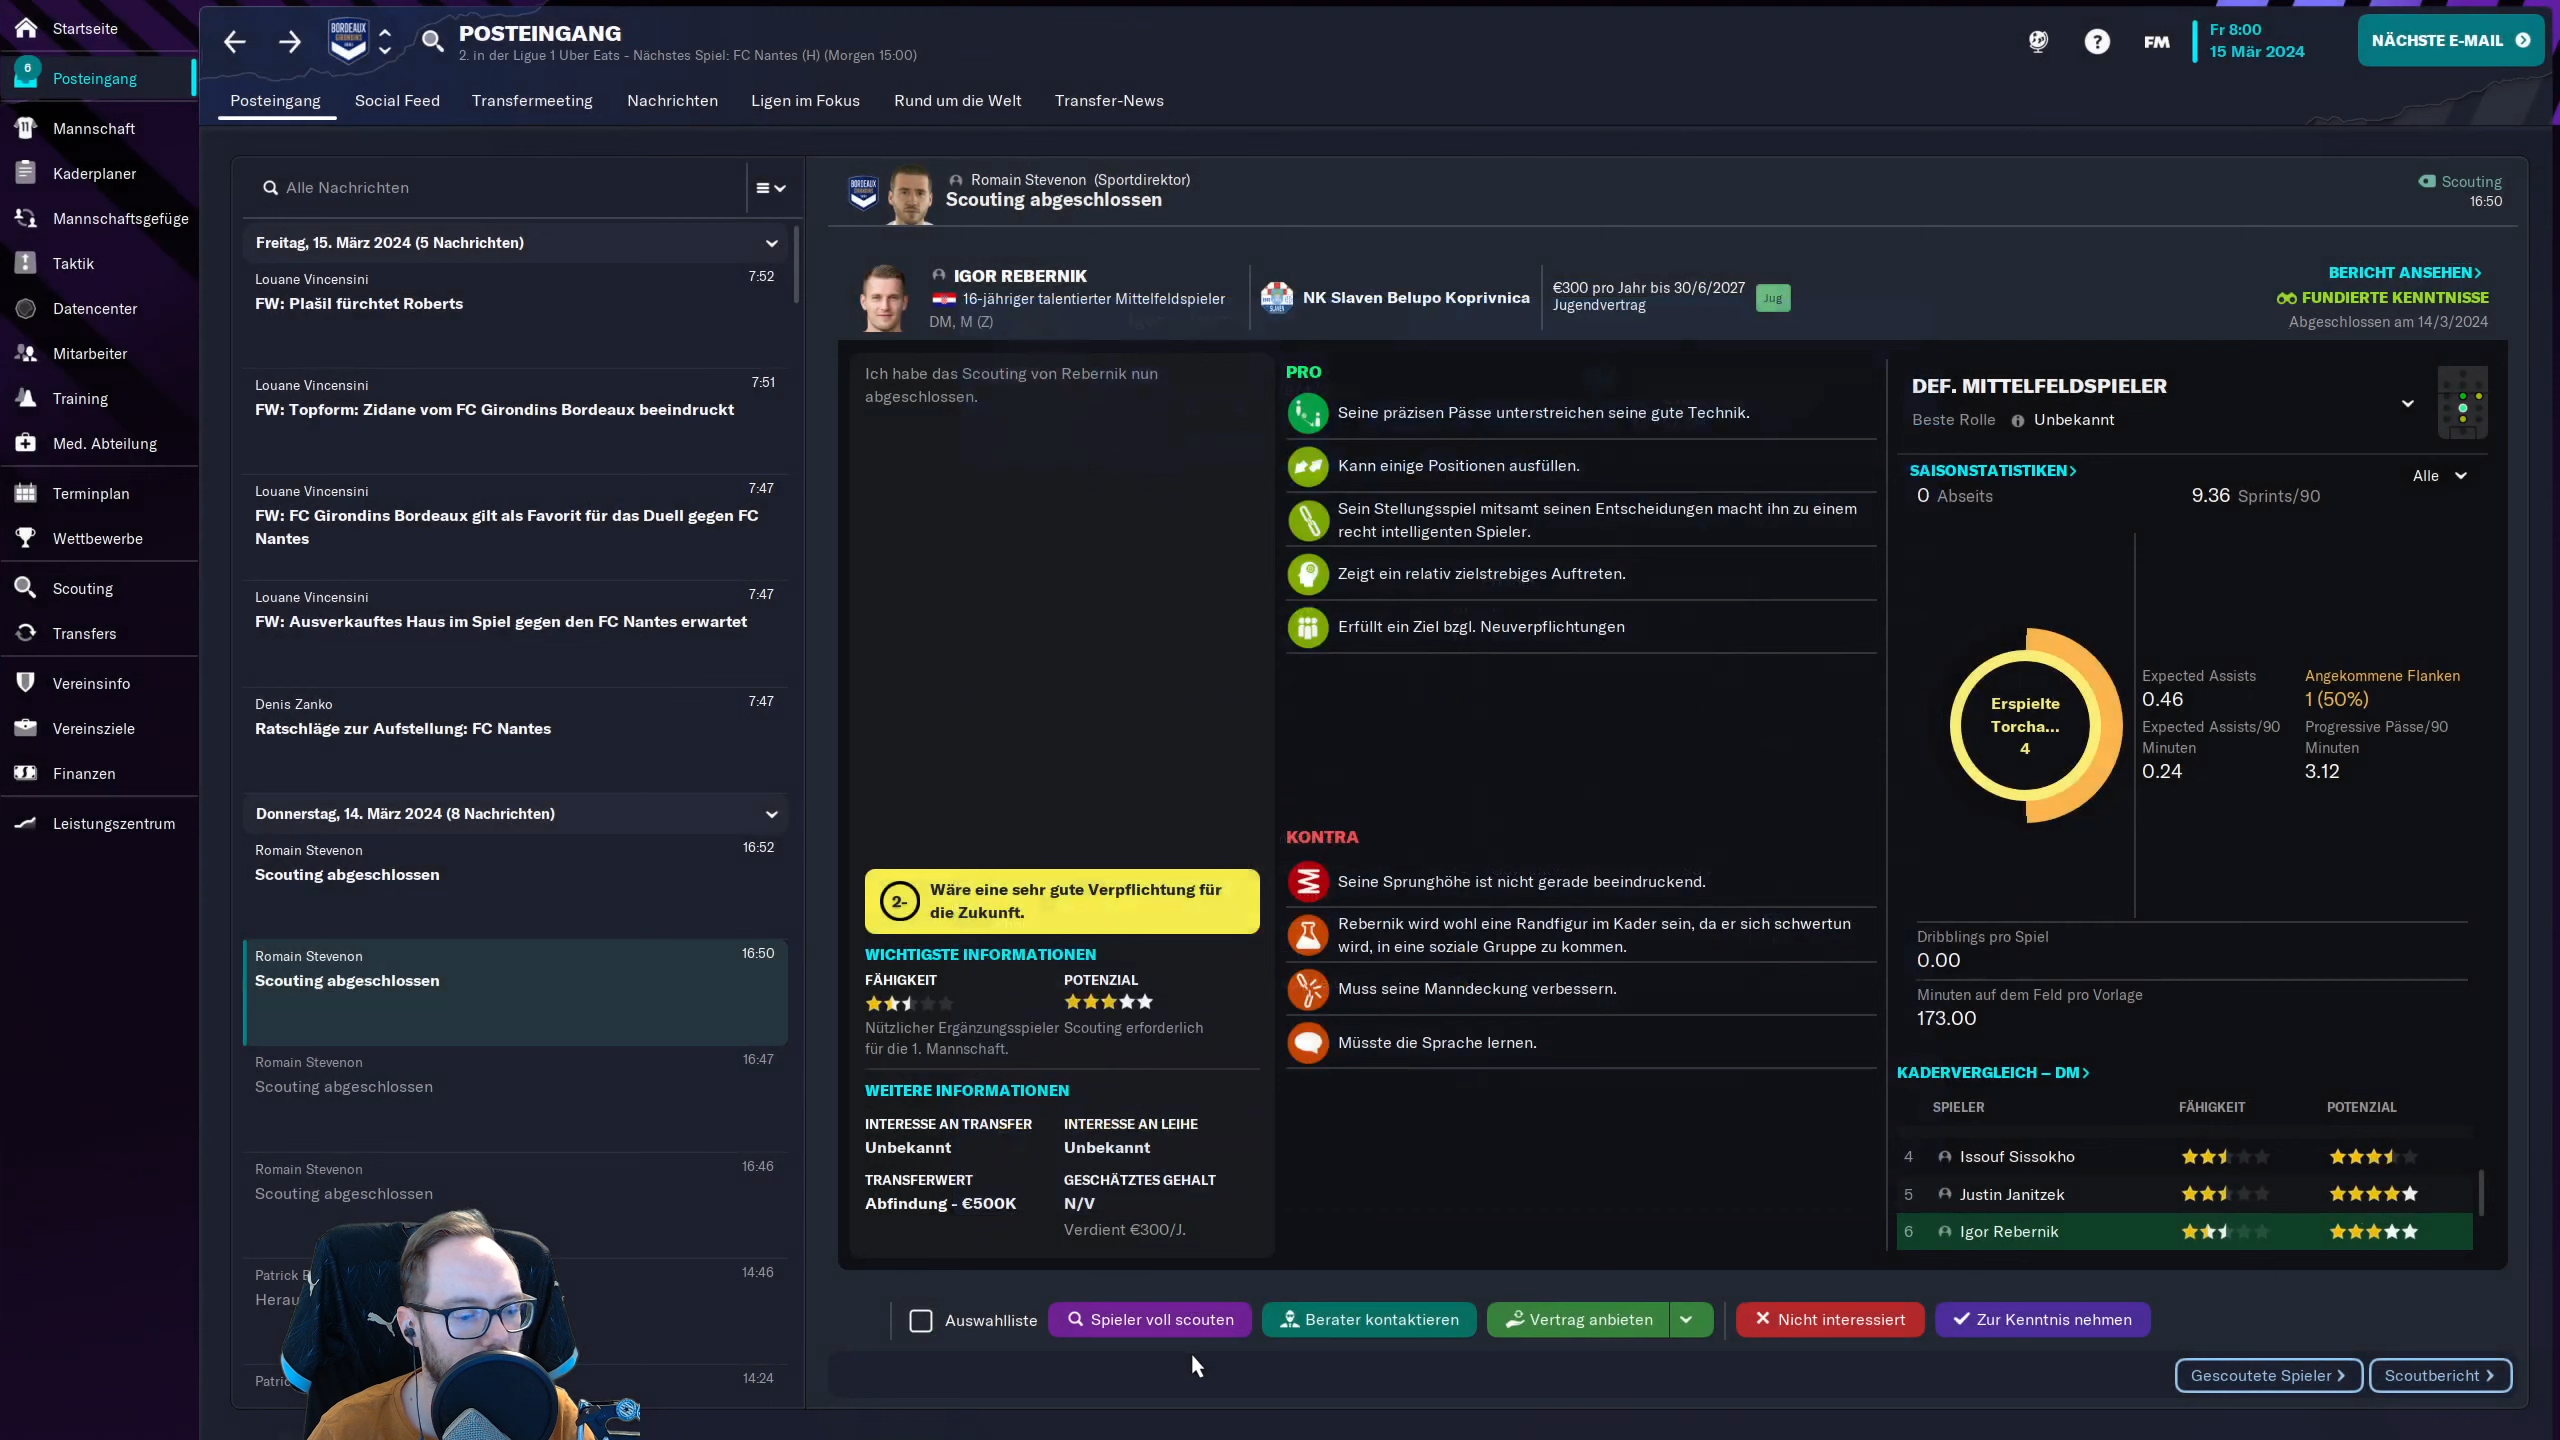 Startseite
6
Posteingang
Mannschaft
Kaderplaner
Mannschaftsgefüge
Taktik
Datencenter
Mitarbeiter
Training
Med. Abteilung
Terminplan
Wettbewerbe
Scouting
Transfers
Vereinsinfo
Vereinsziele
Finanzen
Leistungszentrum
BORDEAUX
POSTEINGANG
2. in der Ligue 1 Uber Eats - Nächstes Spiel: FC Nantes (H) (Morgen 15:00)
FM
Fr 8:00
15 Mär 2024
NÄCHSTE E-MAIL
Posteingang Social Feed Transfermeeting Nachrichten Ligen im Fokus Rund um die Welt Transfer-News
Alle Nachrichten
Freitag, 15. März 2024 (5 Nachrichten)
Louane Vincensini 7:52
FW: Plašil fürchtet Roberts
Louane Vincensini 7:51
FW: Topform: Zidane vom FC Girondins Bordeaux beeindruckt
Louane Vincensini 7:47
FW: FC Girondins Bordeaux gilt als Favorit für das Duell gegen FC
Nantes
Louane Vincensini 7:47
FW: Ausverkauftes Haus im Spiel gegen den FC Nantes erwartet
Denis Zanko 7:47
Ratschläge zur Aufstellung: FC Nantes
Donnerstag, 14. März 2024 (8 Nachrichten)
Romain Stevenon 16:52
Scouting abgeschlossen
Romain Stevenon 16:50
Scouting abgeschlossen
Romain Stevenon 16:47
Scouting abgeschlossen
Romain Stevenon 16:46
Scouting abgeschlossen
Patrick 14:46
Herau
Patric 14:24
BORDEAUX
Romain Stevenon (Sportdirektor)
Scouting abgeschlossen
Scouting
16:50
IGOR REBERNIK
16-jähriger talentierter Mittelfeldspieler
DM, M (Z)
NK Slaven Belupo Koprivnica
€300 pro Jahr bis 30/6/2027
Jugendvertrag
Jug
BERICHT ANSEHEN
FUNDIERTE KENNTNISSE
Abgeschlossen am 14/3/2024
Ich habe das Scouting von Rebernik nun
abgeschlossen.
2-
Wäre eine sehr gute Verpflichtung für
die Zukunft.
WICHTIGSTE INFORMATIONEN
FÄHIGKEIT POTENZIAL
Nützlicher Ergänzungsspieler Scouting erforderlich
für die 1. Mannschaft.
WEITERE INFORMATIONEN
INTERESSE AN TRANSFER INTERESSE AN LEIHE
Unbekannt Unbekannt
TRANSFERWERT GESCHÄTZTES GEHALT
Abfindung - €500K N/V
Verdient €300/J.
PRO
Seine präzisen Pässe unterstreichen seine gute Technik.
Kann einige Positionen ausfüllen.
Sein Stellungsspiel mitsamt seinen Entscheidungen macht ihn zu einem
recht intelligenten Spieler.
Zeigt ein relativ zielstrebiges Auftreten.
Erfüllt ein Ziel bzgl. Neuverpflichtungen
KONTRA
Seine Sprunghöhe ist nicht gerade beeindruckend.
Rebernik wird wohl eine Randfigur im Kader sein, da er sich schwertun
wird, in eine soziale Gruppe zu kommen.
Muss seine Manndeckung verbessern.
Müsste die Sprache lernen.
DEF. MITTELFELDSPIELER
Beste Rolle Unbekannt
SAISONSTATISTIKEN Alle
0 Abseits 9.36 Sprints/90
Erspielte
Torcha...
4
Expected Assists
0.46
Expected Assists/90
Minuten
0.24
Angekommene Flanken
1 (50%)
Progressive Pässe/90
Minuten
3.12
Dribblings pro Spiel
0.00
Minuten auf dem Feld pro Vorlage
173.00
KADERVERGLEICH – DM
SPIELER FÄHIGKEIT POTENZIAL
4 Issouf Sissokho
5 Justin Janitzek
6 Igor Rebernik
Auswahlliste Spieler voll scouten Berater kontaktieren Vertrag anbieten Nicht interessiert Zur Kenntnis nehmen
Gescoutete Spieler Scoutbericht